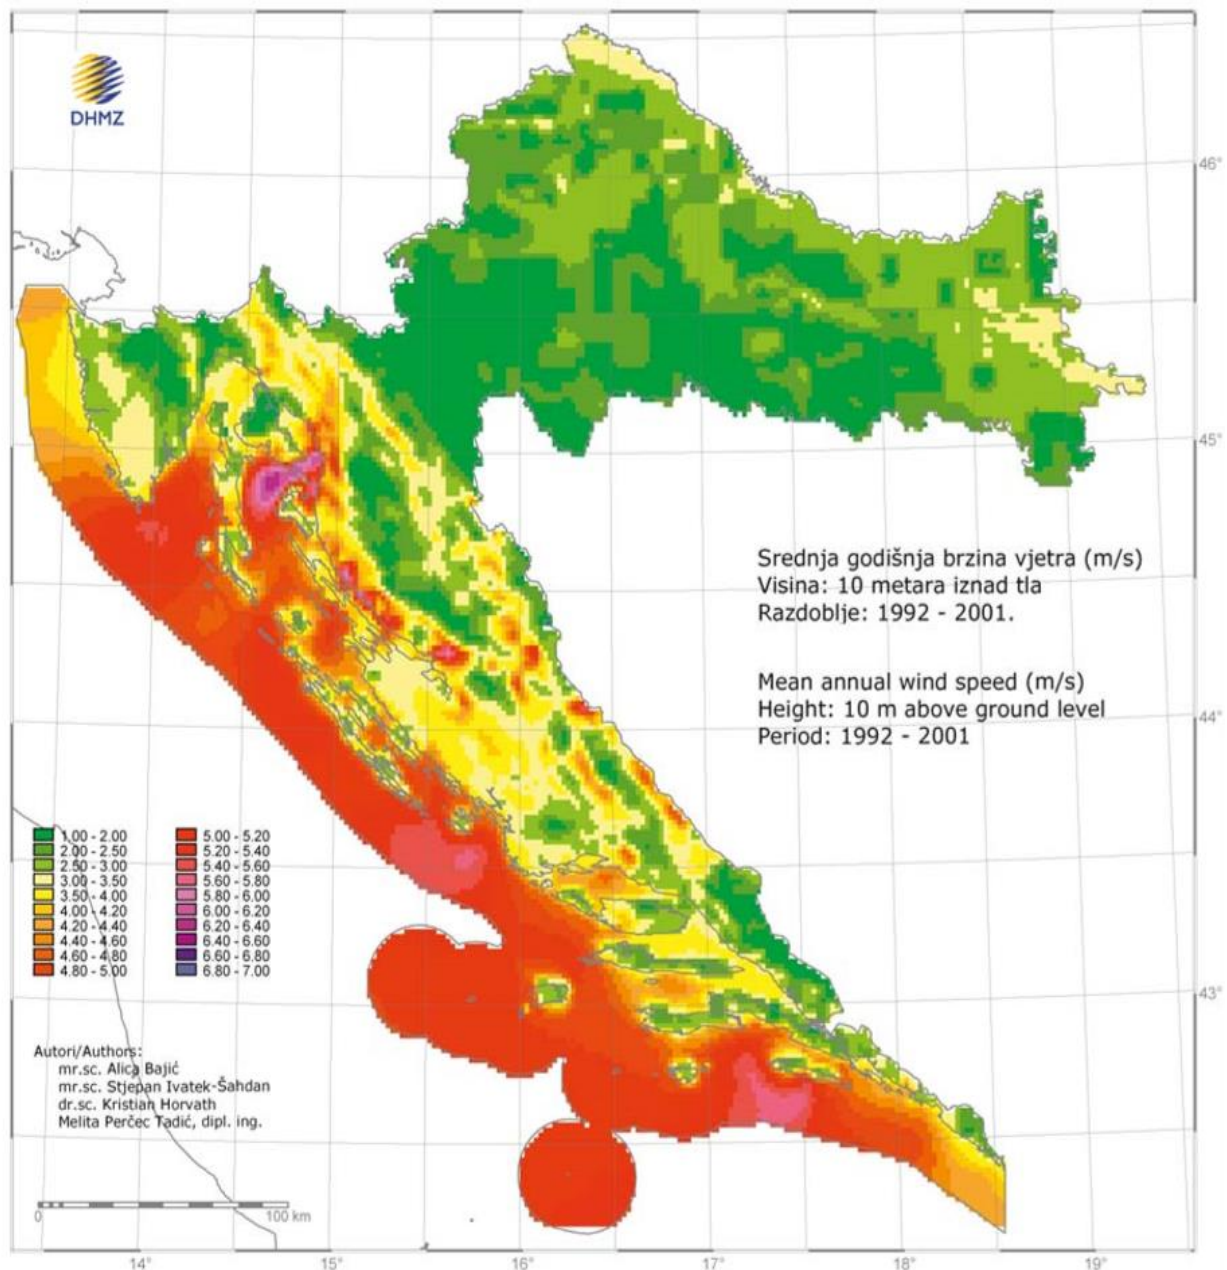 DHMZ
46°
45°
Srednja godišnja brzina vjetra (m/s)
Visina: 10 metara iznad tla
Razdoblje: 1992 - 2001.
Mean annual wind speed (m/s)
Height: 10 m above ground level
Period: 1992 - 2001
44°
1.00 - 2.00
2.00 - 2.50
2.50 - 3.00
3.00 - 3.50
3.50 - 4.00
4.00 - 4.20
4.20 - 4.40
4.40 - 4.60
4.60 - 4.80
4.80 - 5.00
5.00 - 5.20
5.20 - 5.40
5.40 - 5.60
5.60 - 5.80
5.80 - 6.00
6.00 - 6.20
6.20 - 6.40
6.40 - 6.60
6.60 - 6.80
6.80 - 7.00
43°
Autori/Authors:
mr.sc. Alica Bajić
mr.sc. Stjepan Ivatek-Šahdan
dr.sc. Kristian Horvath
Melita Perčec Tadić, dipl. ing.
0 100 km
14° 15° 16° 17° 18° 19°